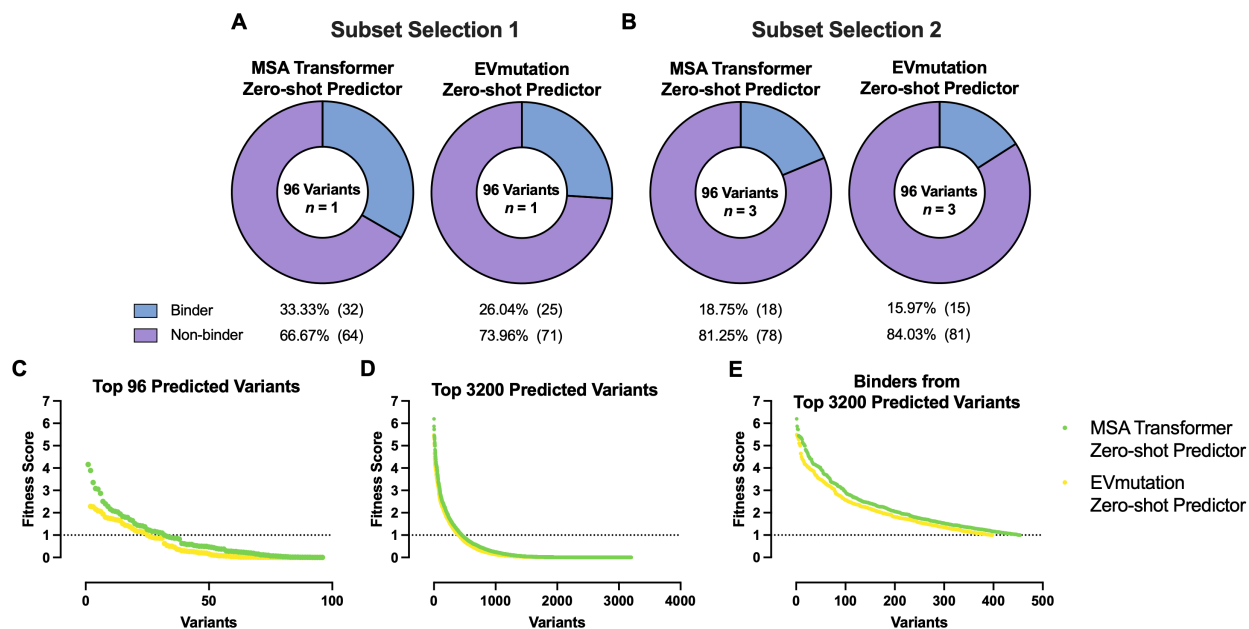 A
Subset Selection 1
MSA Transformer
Zero-shot Predictor
96 Variants
n = 1
33.33% (32)
66.67% (64)
EVmutation
Zero-shot Predictor
96 Variants
n = 1
26.04% (25)
73.96% (71)
B
Subset Selection 2
MSA Transformer
Zero-shot Predictor
96 Variants
n = 3
18.75% (18)
81.25% (78)
EVmutation
Zero-shot Predictor
96 Variants
n = 3
15.97% (15)
84.03% (81)
Binder
Non-binder
C
Top 96 Predicted Variants
Fitness Score
7
6
5
4
3
2
1
0
0
50
100
Variants
D
Top 3200 Predicted Variants
Fitness Score
7
6
5
4
3
2
1
0
0
1000
2000
3000
4000
Variants
E
Binders from
Top 3200 Predicted Variants
Fitness Score
7
6
5
4
3
2
1
0
0
100
200
300
400
500
Variants
MSA Transformer
Zero-shot Predictor
EVmutation
Zero-shot Predictor